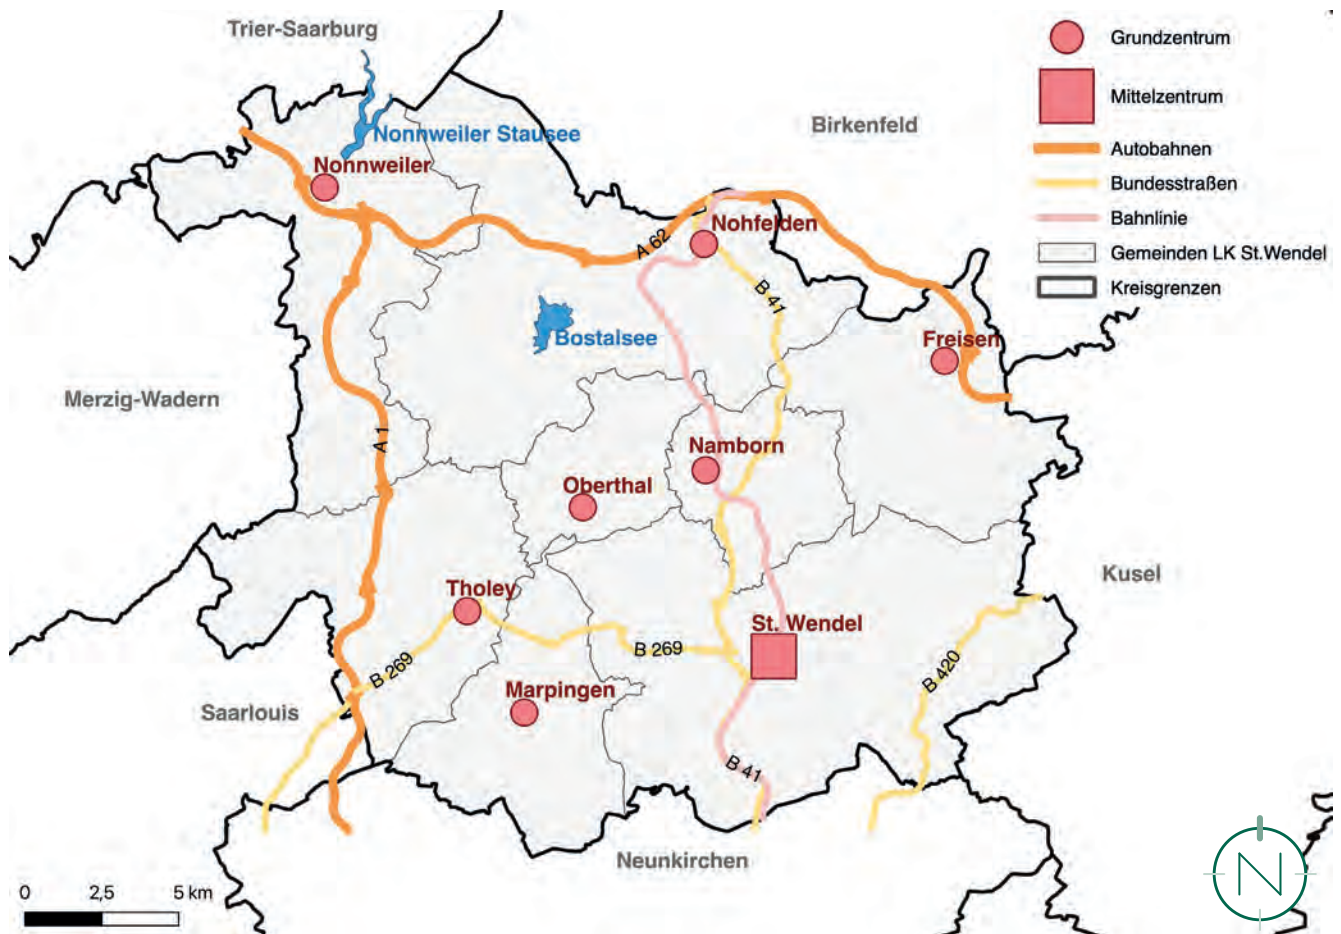 Trier-Saarburg
Grundzentrum
Mittelzentrum
Birkenfeld
Nonnweiler Stausee
Autobahnen
Nonnweiler
Bundesstraßen
Bahnlinie
Nohfelden
A 62
Gemeinden LK St.Wendel
B 41
Kreisgrenzen
Bostalsee
Freisen
Merzig-Wadern
A 1
Namborn
Oberthal
Kusel
Tholey
St. Wendel
B 269
B 269
B 420
Marpingen
Saarlouis
B 41
Neunkirchen
0 2,5 5 km
N